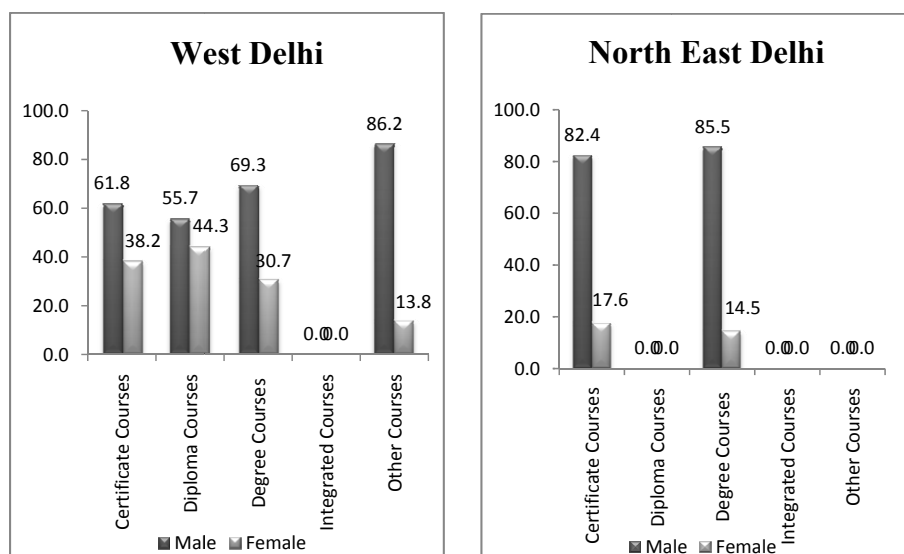 West Delhi
100.0
80.0
60.0
40.0
20.0
0.0
61.8
38.2
55.7
44.3
69.3
30.7
0.0
0.0
86.2
13.8
Certificate Courses
Diploma Courses
Degree Courses
Integrated Courses
Other Courses
Male Female
North East Delhi
100.0
80.0
60.0
40.0
20.0
0.0
82.4
17.6
0.0
0.0
85.5
14.5
0.0
0.0
0.0
0.0
Certificate Courses
Diploma Courses
Degree Courses
Integrated Courses
Other Courses
Male Female